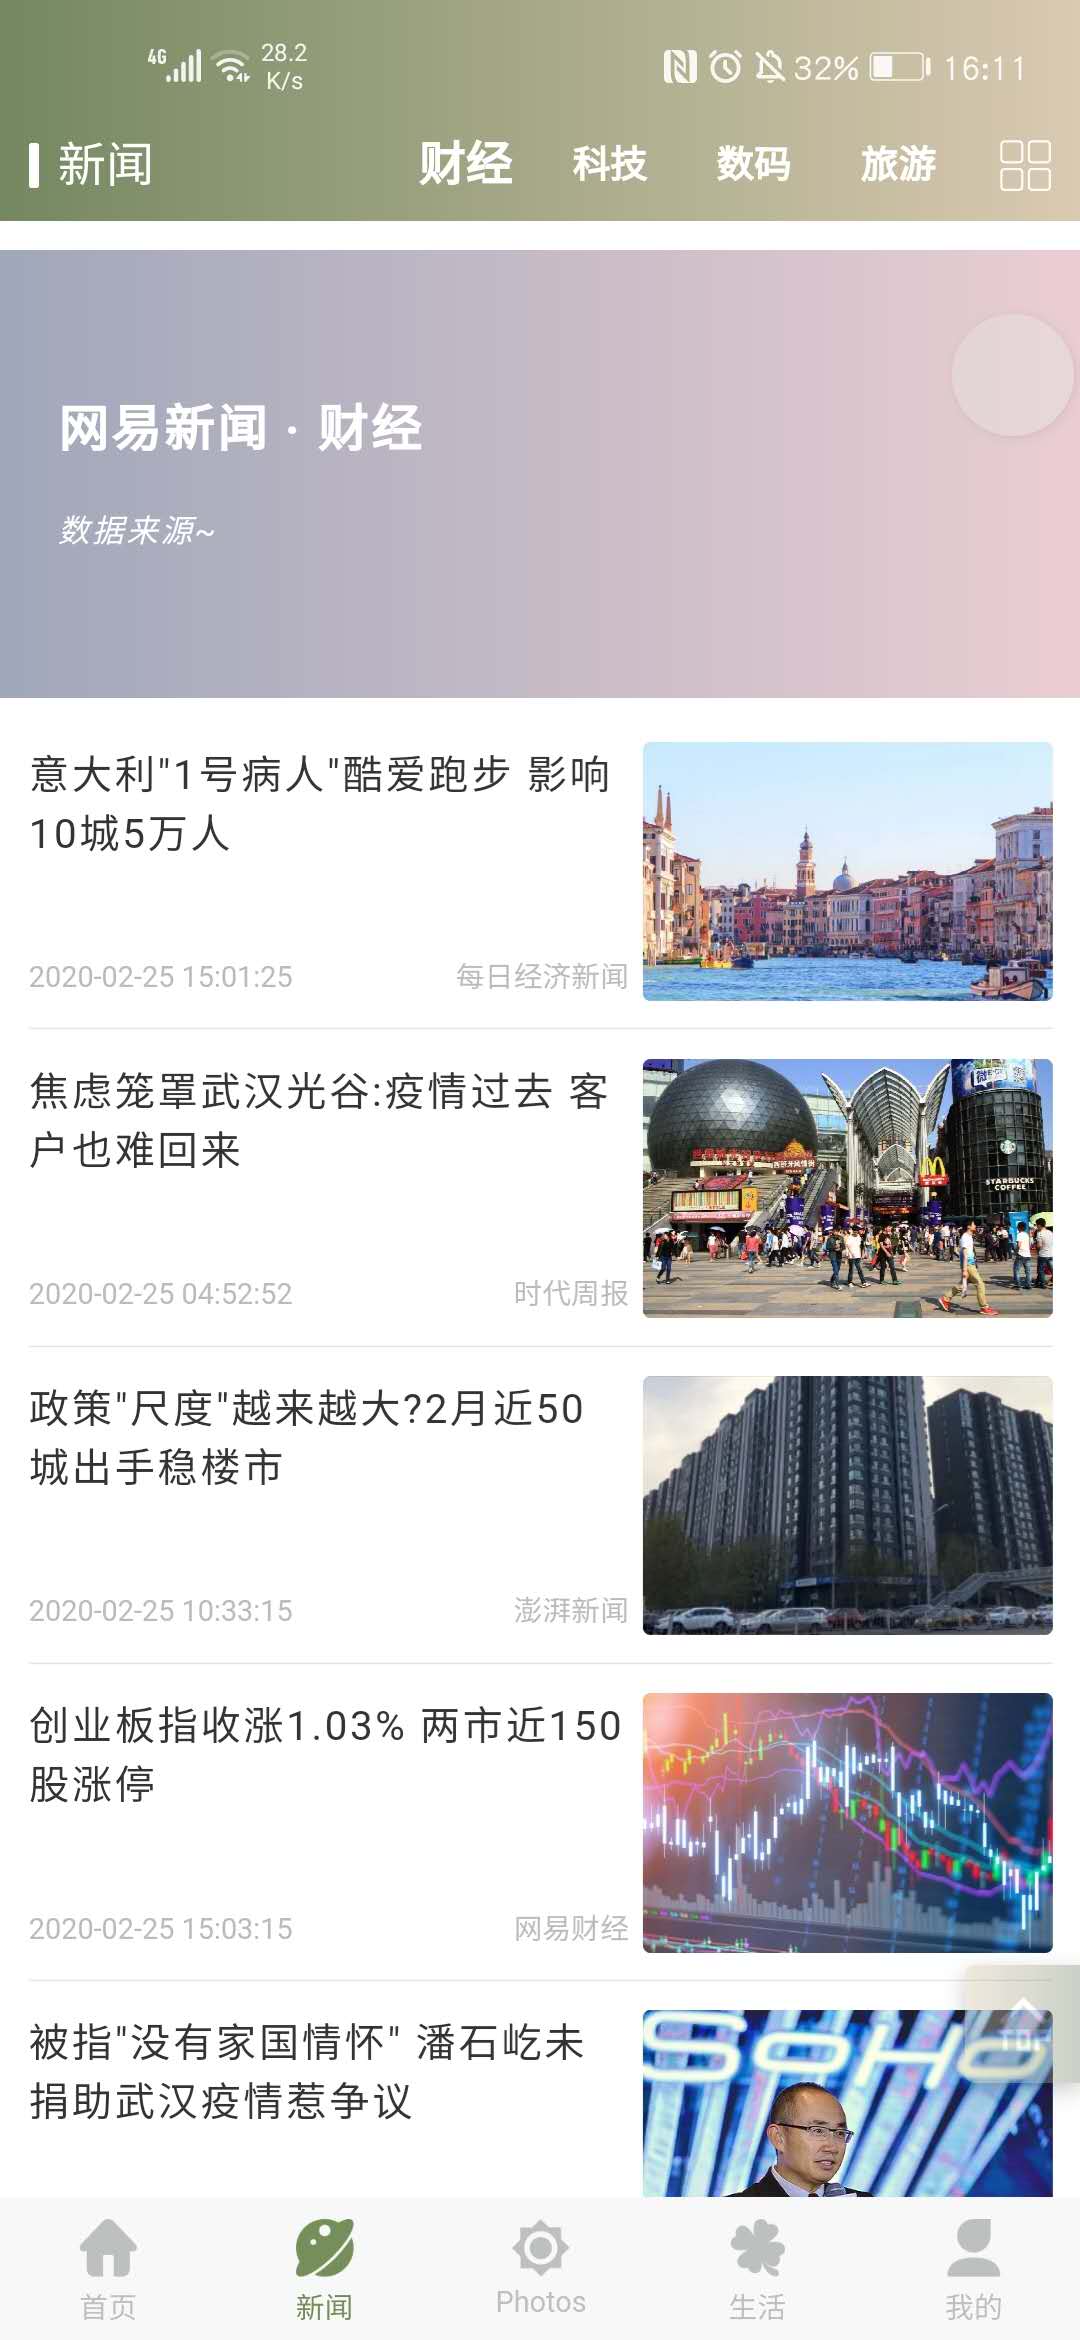 4G 28.2 K/s 32% 16:11
新闻 财经 科技 数码 旅游
网易新闻 · 财经
数据来源~
意大利"1号病人"酷爱跑步 影响
10城5万人
2020-02-25 15:01:25 每日经济新闻
焦虑笼罩武汉光谷:疫情过去 客
户也难回来
2020-02-25 04:52:52 时代周报
STARBUCKS
COFFEE
政策"尺度"越来越大?2月近50
城出手稳楼市
2020-02-25 10:33:15 澎湃新闻
创业板指收涨1.03% 两市近150
股涨停
2020-02-25 15:03:15 网易财经
TOP
被指"没有家国情怀" 潘石屹未
捐助武汉疫情惹争议
SOHO
首页 新闻 Photos 生活 我的